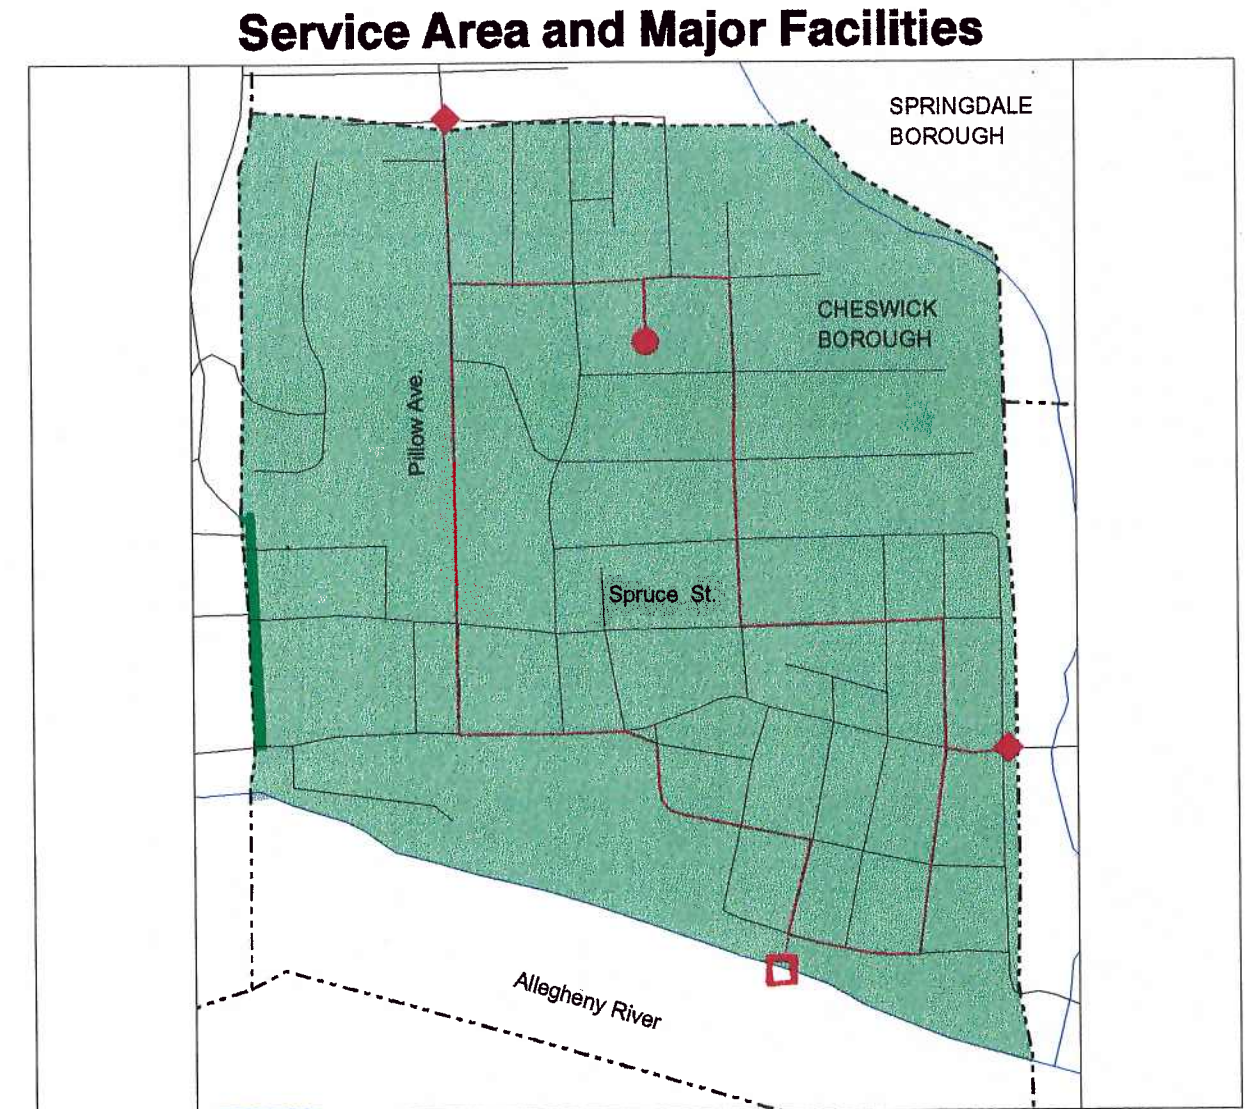 Service Area and Major Facilities
SPRINGDALE
BOROUGH
CHESWICK
BOROUGH
Pillow Ave.
Spruce St.
Allegheny River